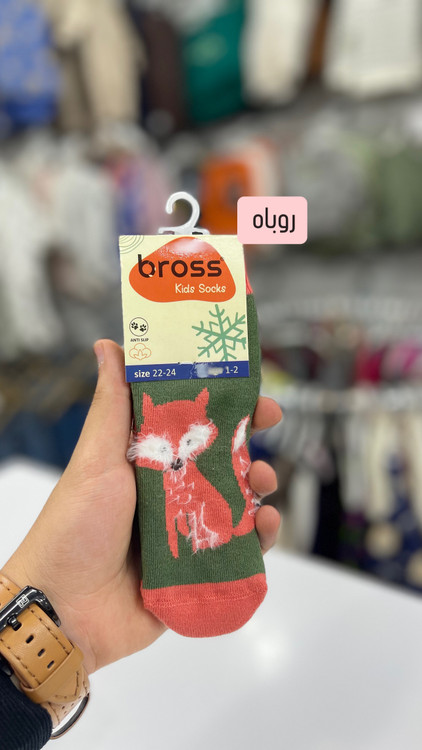 روباه
bross
Kids Socks
ANTI SLIP
size 22-24
1-2